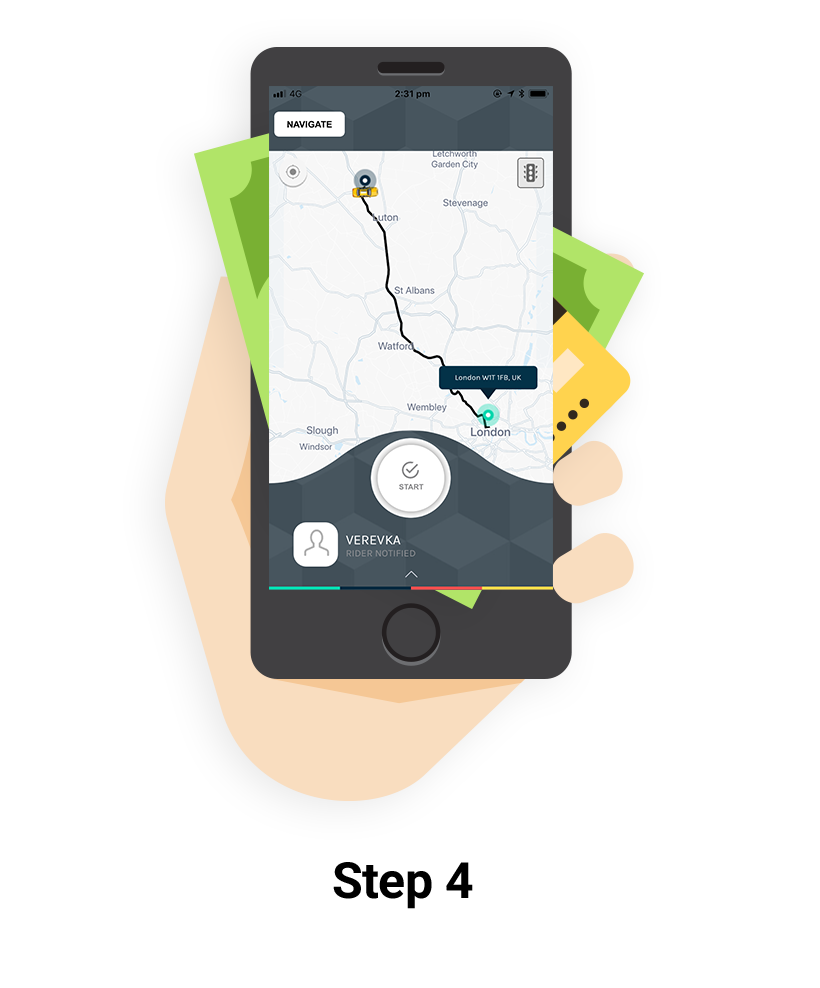 4G 2:31 pm
NAVIGATE
Letchworth
Garden City
Stevenage
Luton
St Albans
Watford
London W1T 1FB, UK
Wembley
Slough
London
Windsor
START
VEREVKA
RIDER NOTIFIED
Step 4